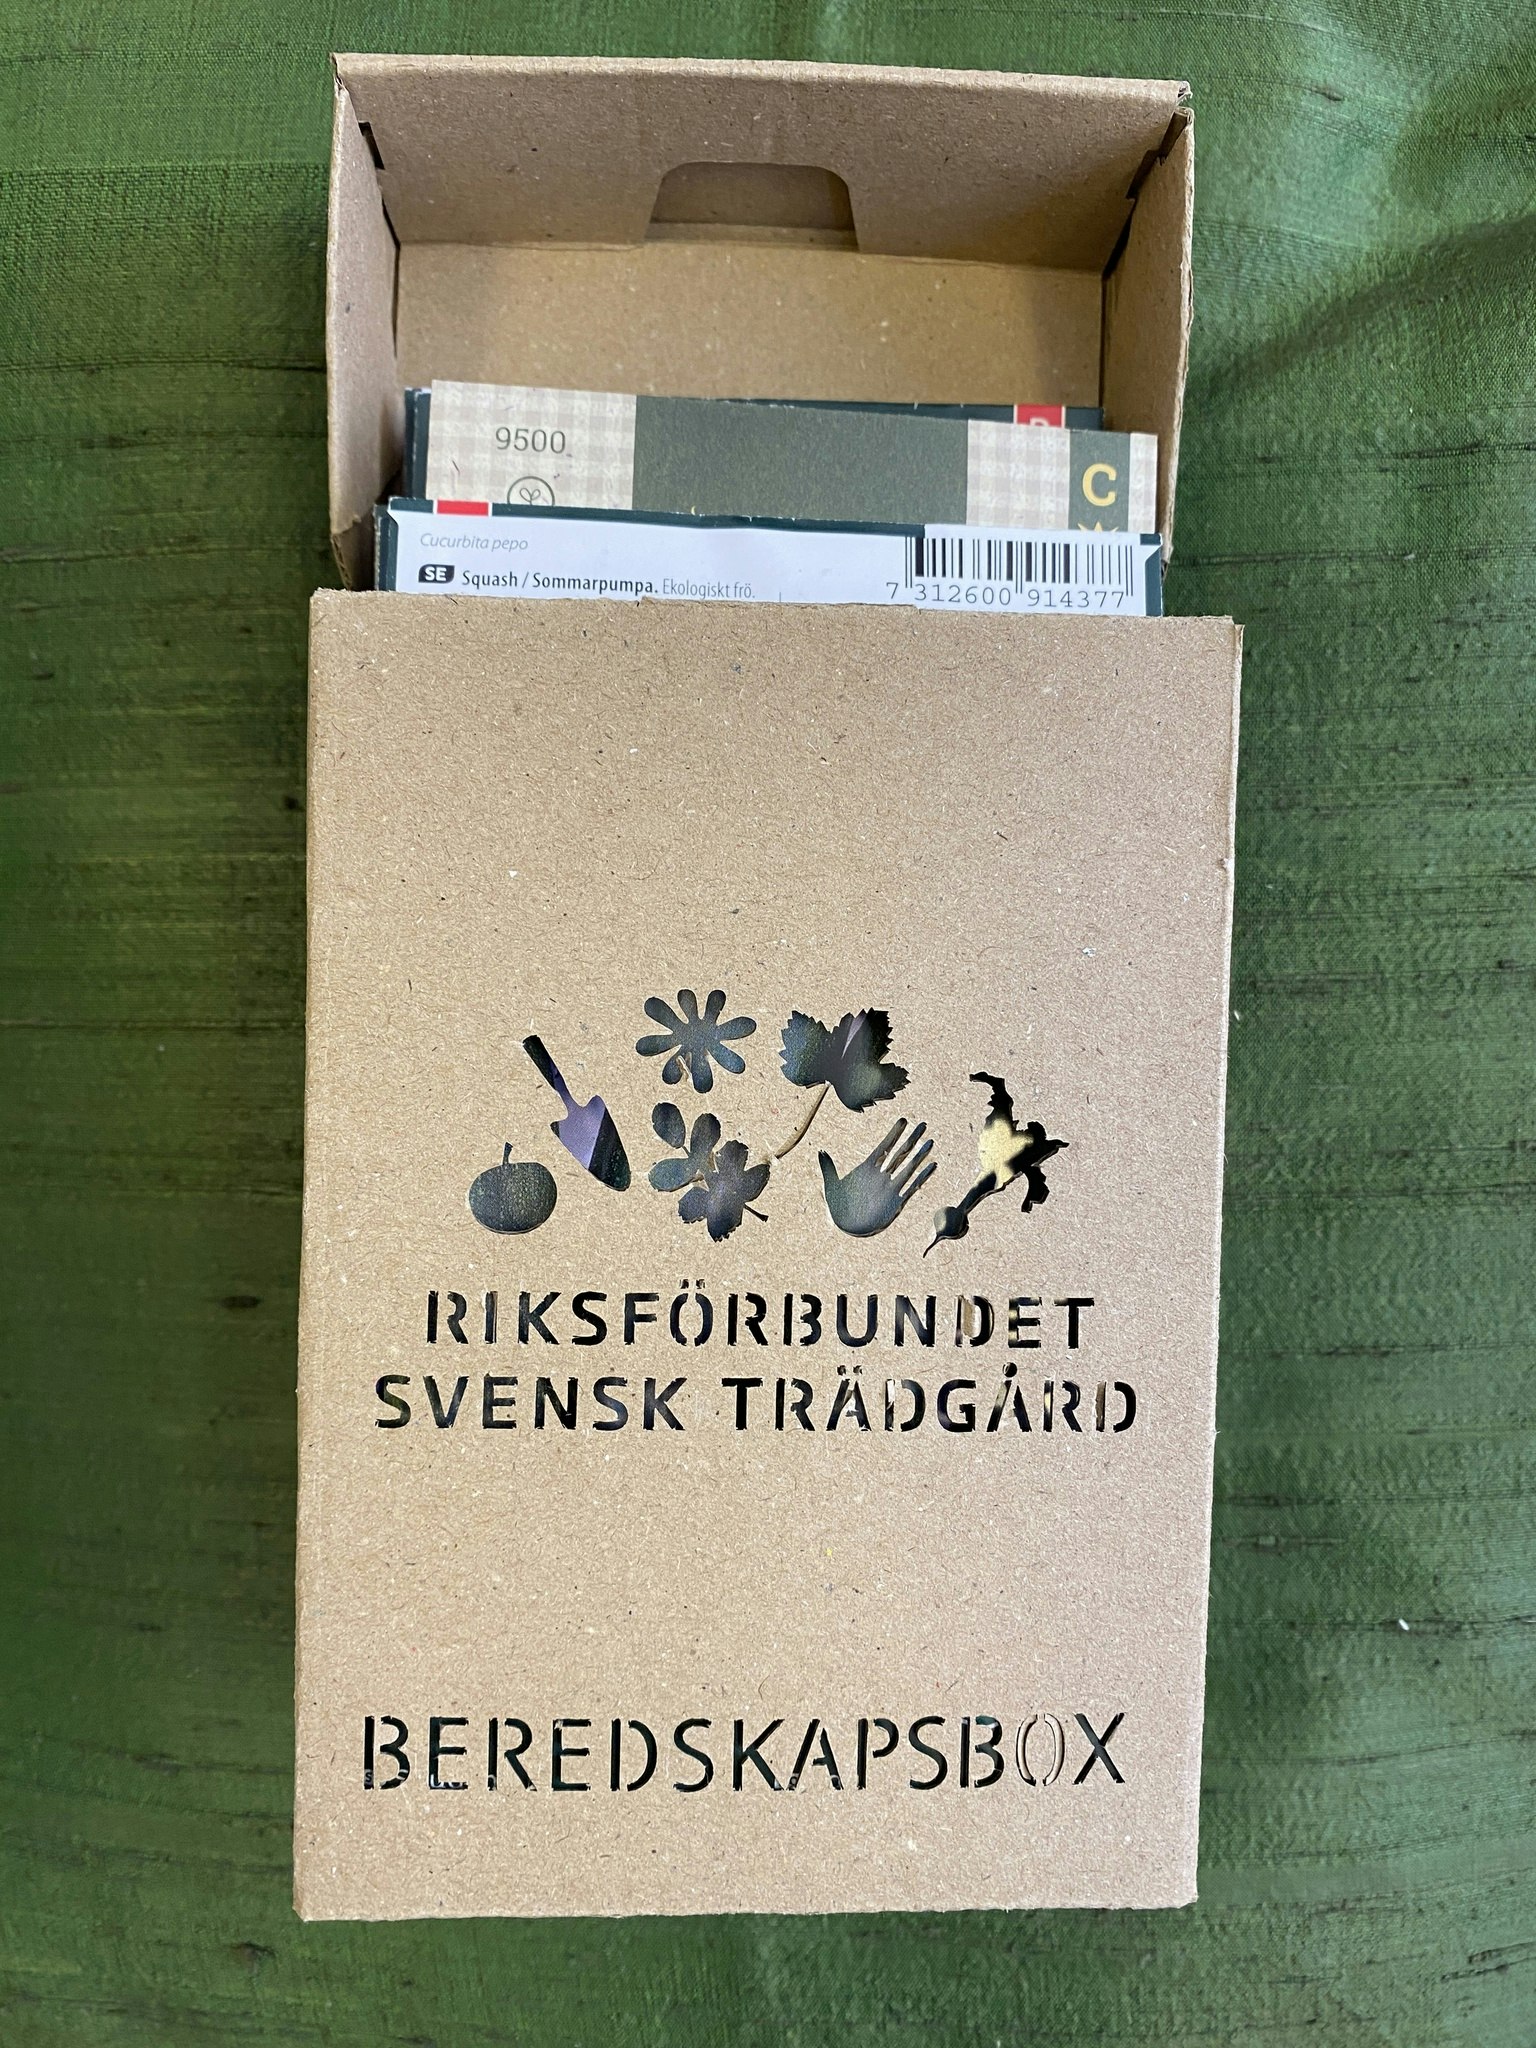 9500
C
Cucurbita pepo
SE Squash / Sommarpumpa. Ekologiskt frö.
7 312600 914377
RIKSFÖRBUNDET
SVENSK TRÄDGÅRD
BEREDSKAPSBOX